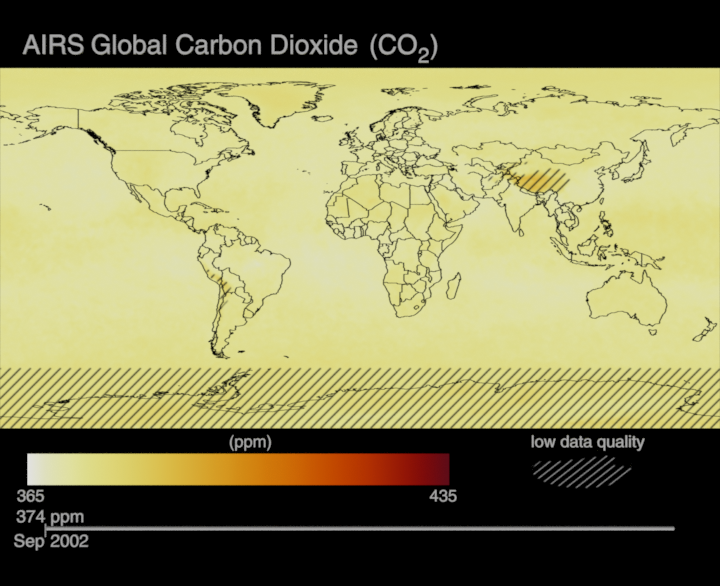 AIRS Global Carbon Dioxide (CO₂)
(ppm)
low data quality
365
435
374 ppm
Sep 2002